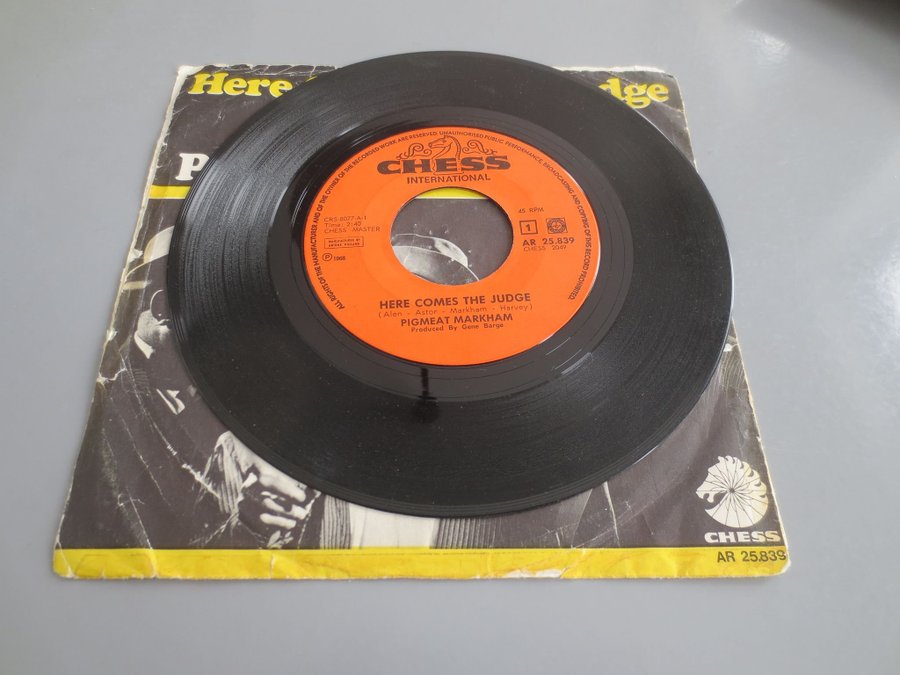 Here
dge
P
ALL RIGHTS OF THE MANUFACTURER AND OF THE OWNER OF THE RECORDED WORK ARE RESERVED. UNAUTHORISED PUBLIC PERFORMANCE, BROADCASTING AND COPYING OF THIS RECORD PROHIBITED.
CHESS
INTERNATIONAL
CRS-8077-A-1
Time: 2:40
CHESS MASTER
℗ 1968
45 RPM
1
AR 25.839
CHESS 2049
HERE COMES THE JUDGE
(Alen - Astor - Markham - Harvey)
PIGMEAT MARKHAM
Produced By Gene Barge
CHESS
AR 25.839